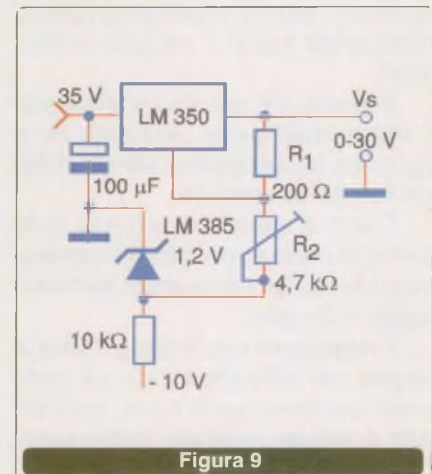 35 V
LM 350
Vs
0-30 V
R1
200 Ω
100 µF
LM 385
1,2 V
R2
4,7 kΩ
10 kΩ
- 10 V
Figura 9